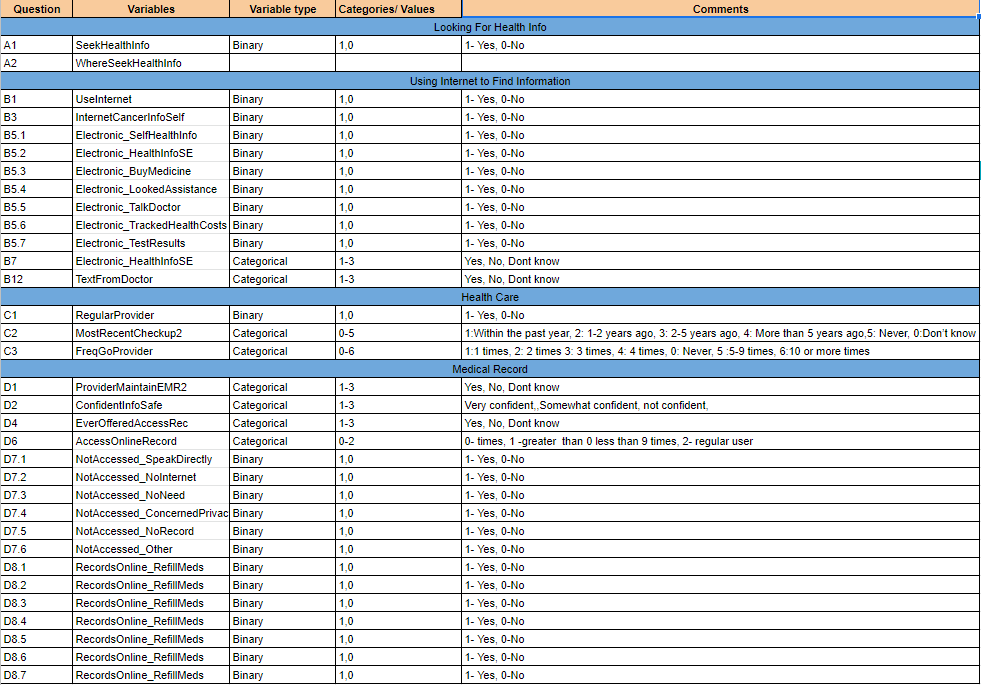 Question Variables Variable type Categories/ Values Comments
Looking For Health Info
A1 SeekHealthInfo Binary 1,0 1- Yes, 0-No
A2 WhereSeekHealthInfo
Using Internet to Find Information
B1 UseInternet Binary 1,0 1- Yes, 0-No
B3 InternetCancerInfoSelf Binary 1,0 1- Yes, 0-No
B5.1 Electronic_SelfHealthInfo Binary 1,0 1- Yes, 0-No
B5.2 Electronic_HealthInfoSE Binary 1,0 1- Yes, 0-No
B5.3 Electronic_BuyMedicine Binary 1,0 1- Yes, 0-No
B5.4 Electronic_LookedAssistance Binary 1,0 1- Yes, 0-No
B5.5 Electronic_TalkDoctor Binary 1,0 1- Yes, 0-No
B5.6 Electronic_TrackedHealthCosts Binary 1,0 1- Yes, 0-No
B5.7 Electronic_TestResults Binary 1,0 1- Yes, 0-No
B7 Electronic_HealthInfoSE Categorical 1-3 Yes, No, Dont know
B12 TextFromDoctor Categorical 1-3 Yes, No, Dont know
Health Care
C1 RegularProvider Binary 1,0 1- Yes, 0-No
C2 MostRecentCheckup2 Categorical 0-5 1:Within the past year, 2: 1-2 years ago, 3: 2-5 years ago, 4: More than 5 years ago,5: Never, 0:Don't know
C3 FreqGoProvider Categorical 0-6 1:1 times, 2: 2 times 3: 3 times, 4: 4 times, 0: Never, 5 :5-9 times, 6:10 or more times
Medical Record
D1 ProviderMaintainEMR2 Categorical 1-3 Yes, No, Dont know
D2 ConfidentInfoSafe Categorical 1-3 Very confident,,Somewhat confident, not confident,
D4 EverOfferedAccessRec Categorical 1-3 Yes, No, Dont know
D6 AccessOnlineRecord Categorical 0-2 0- times, 1 -greater than 0 less than 9 times, 2- regular user
D7.1 NotAccessed_SpeakDirectly Binary 1,0 1- Yes, 0-No
D7.2 NotAccessed_NoInternet Binary 1,0 1- Yes, 0-No
D7.3 NotAccessed_NoNeed Binary 1,0 1- Yes, 0-No
D7.4 NotAccessed_ConcernedPrivac Binary 1,0 1- Yes, 0-No
D7.5 NotAccessed_NoRecord Binary 1,0 1- Yes, 0-No
D7.6 NotAccessed_Other Binary 1,0 1- Yes, 0-No
D8.1 RecordsOnline_RefillMeds Binary 1,0 1- Yes, 0-No
D8.2 RecordsOnline_RefillMeds Binary 1,0 1- Yes, 0-No
D8.3 RecordsOnline_RefillMeds Binary 1,0 1- Yes, 0-No
D8.4 RecordsOnline_RefillMeds Binary 1,0 1- Yes, 0-No
D8.5 RecordsOnline_RefillMeds Binary 1,0 1- Yes, 0-No
D8.6 RecordsOnline_RefillMeds Binary 1,0 1- Yes, 0-No
D8.7 RecordsOnline_RefillMeds Binary 1,0 1- Yes, 0-No